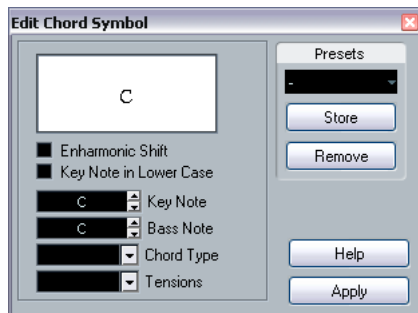 Edit Chord Symbol
C
Enharmonic Shift
Key Note in Lower Case
C Key Note
C Bass Note
Chord Type
Tensions
Presets
-
Store
Remove
Help
Apply